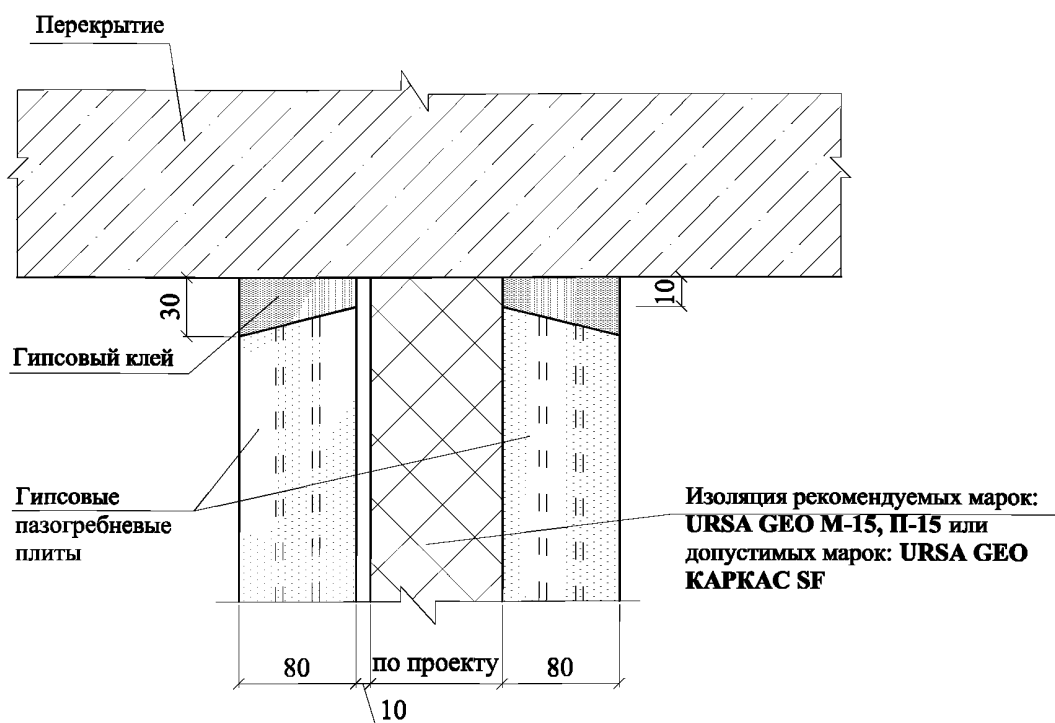 Перекрытие
30
10
Гипсовый клей
Гипсовые
пазогребневые
плиты
Изоляция рекомендуемых марок:
URSA GEO М-15, П-15 или
допустимых марок: URSA GEO
КАРКАС SF
80
по проекту
80
10